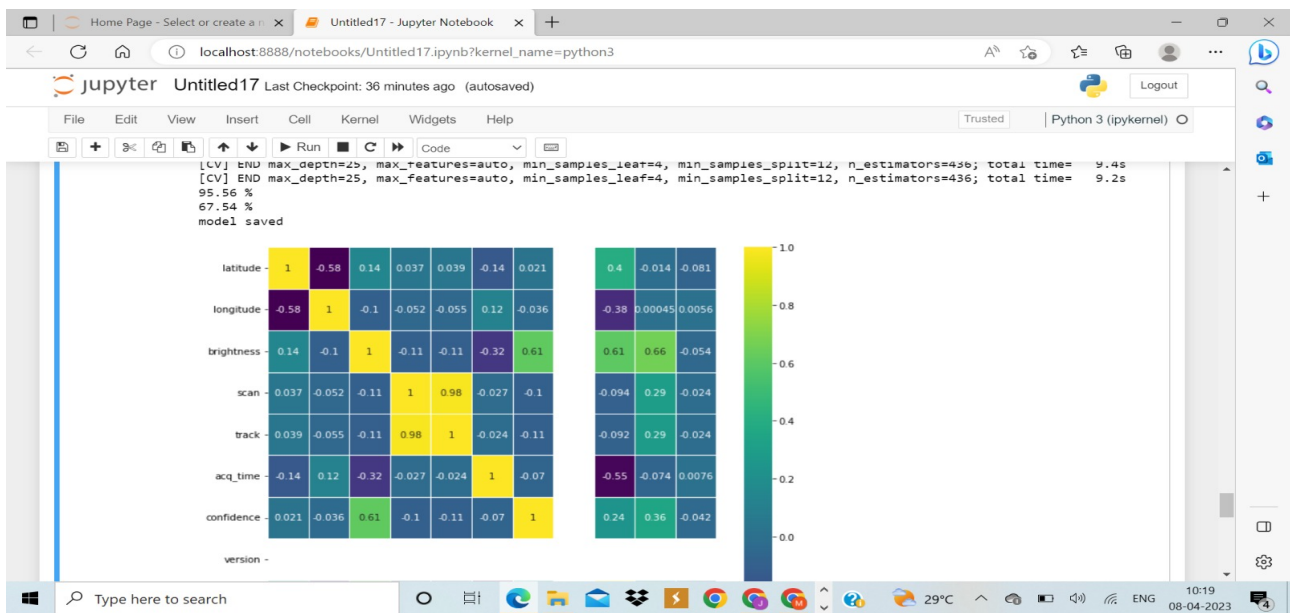 Home Page - Select or create a n
Untitled17 - Jupyter Notebook
localhost:8888/notebooks/Untitled17.ipynb?kernel_name=python3
jupyter Untitled17 Last Checkpoint: 36 minutes ago (autosaved)
Logout
File Edit View Insert Cell Kernel Widgets Help
Trusted
Python 3 (ipykernel)
Run
Code
[CV] END max_depth=25, max_features=auto, min_samples_leaf=4, min_samples_split=12, n_estimators=436; total time= 9.4s
[CV] END max_depth=25, max_features=auto, min_samples_leaf=4, min_samples_split=12, n_estimators=436; total time= 9.2s
95.56 %
67.54 %
model saved
latitude - 1 -0.58 0.14 0.037 0.039 -0.14 0.021 0.4 -0.014 -0.081
longitude - -0.58 1 -0.1 -0.052 -0.055 0.12 -0.036 -0.38 0.00045 0.0056
brightness - 0.14 -0.1 1 -0.11 -0.11 -0.32 0.61 0.61 0.66 -0.054
scan - 0.037 -0.052 -0.11 1 0.98 -0.027 -0.1 -0.094 0.29 -0.024
track - 0.039 -0.055 -0.11 0.98 1 -0.024 -0.11 -0.092 0.29 -0.024
acq_time - -0.14 0.12 -0.32 -0.027 -0.024 1 -0.07 -0.55 -0.074 0.0076
confidence - 0.021 -0.036 0.61 -0.1 -0.11 -0.07 1 0.24 0.36 -0.042
version -
1.0
0.8
0.6
0.4
0.2
0.0
Type here to search
29°C
ENG
10:19
08-04-2023
4